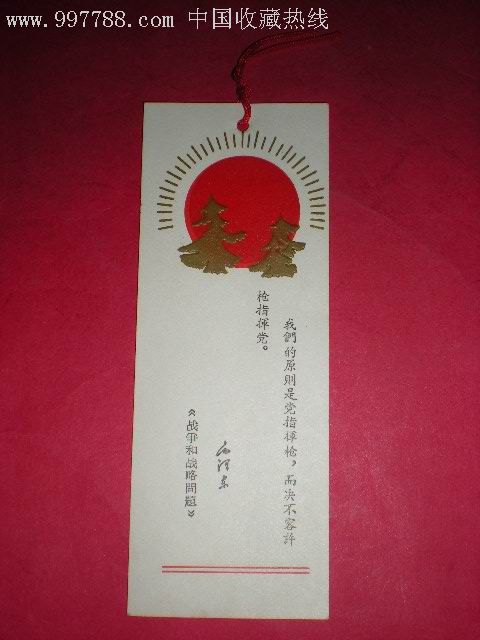 www.997788.com 中国收藏热线
我們的原則是党指揮枪，而决不容許
枪指揮党。
毛泽东
《战爭和战略問題》